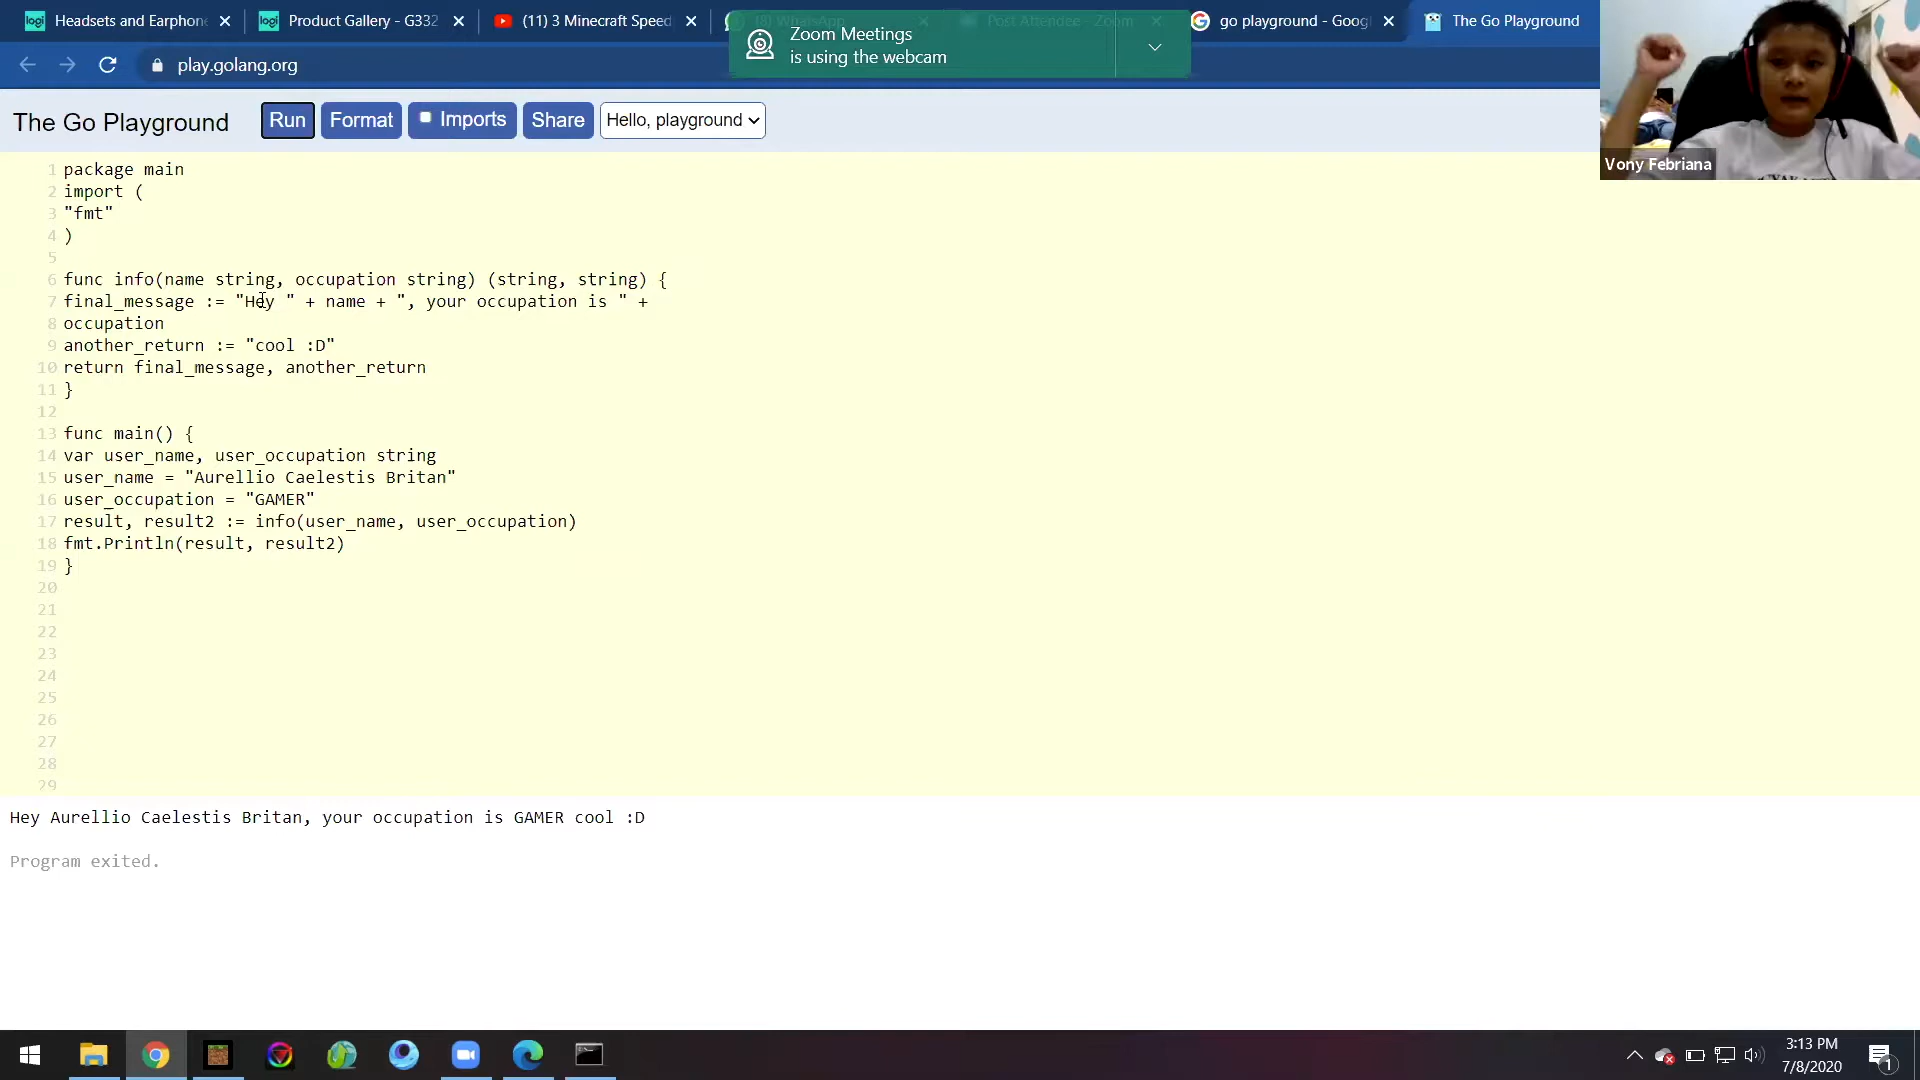 Headsets and Earphone
Product Gallery - G332
(11) 3 Minecraft Speed
(8) WhatsApp
Post Attendee - Zoom
go playground - Goog
The Go Playground
Zoom Meetings
is using the webcam
play.golang.org
Vony Febriana
The Go Playground
Run
Format
Imports
Share
Hello, playground
1 package main
2 import (
3 "fmt"
4 )
5
6 func info(name string, occupation string) (string, string) {
7 final_message := "Hey " + name + ", your occupation is " +
8 occupation
9 another_return := "cool :D"
10 return final_message, another_return
11 }
12
13 func main() {
14 var user_name, user_occupation string
15 user_name = "Aurellio Caelestis Britan"
16 user_occupation = "GAMER"
17 result, result2 := info(user_name, user_occupation)
18 fmt.Println(result, result2)
19 }
20
21
22
23
24
25
26
27
28
29
Hey Aurellio Caelestis Britan, your occupation is GAMER cool :D
Program exited.
3:13 PM
7/8/2020
1